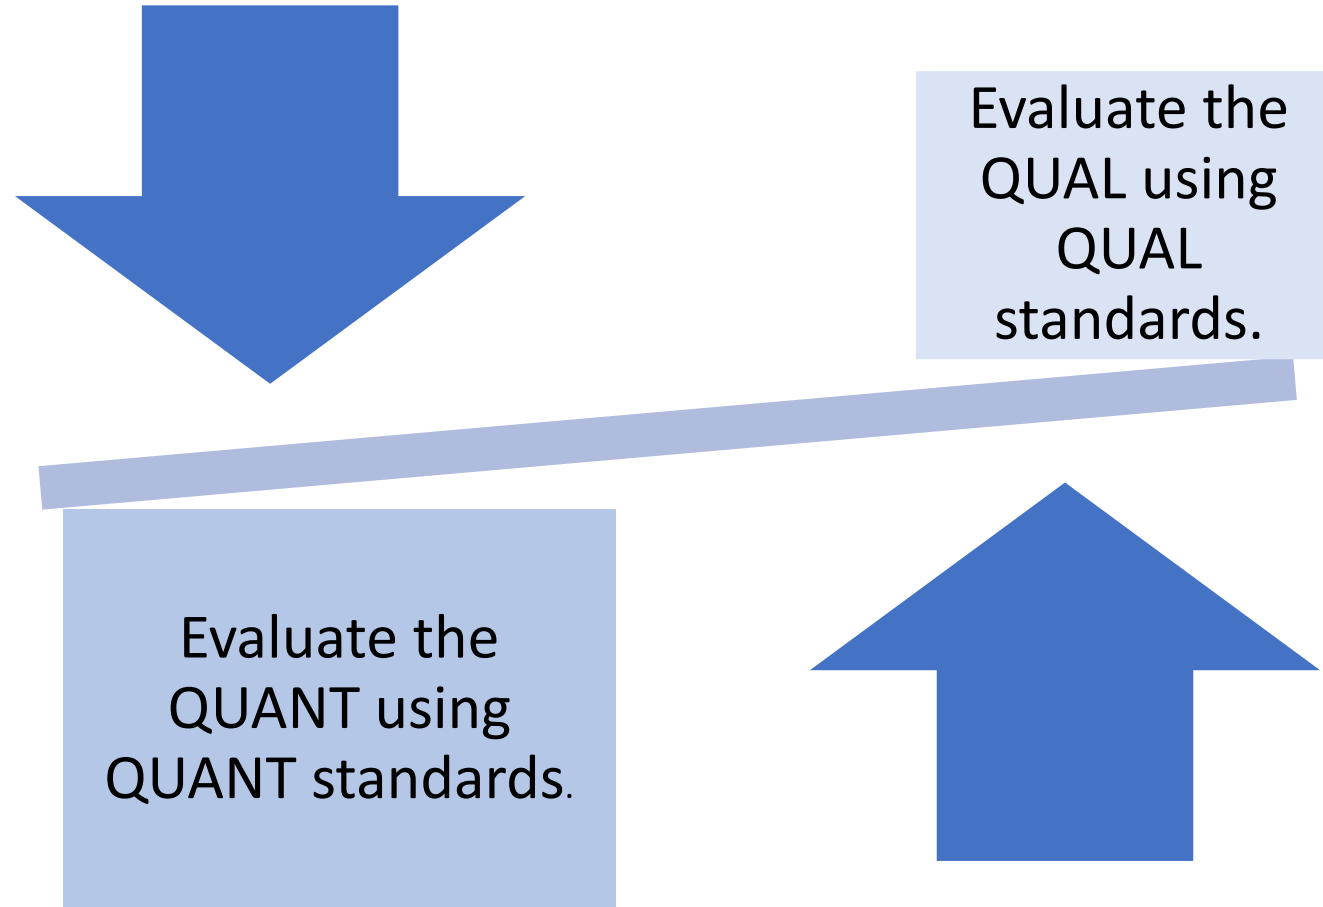 Evaluate the
QUAL using
QUAL
standards.
Evaluate the
QUANT using
QUANT standards.